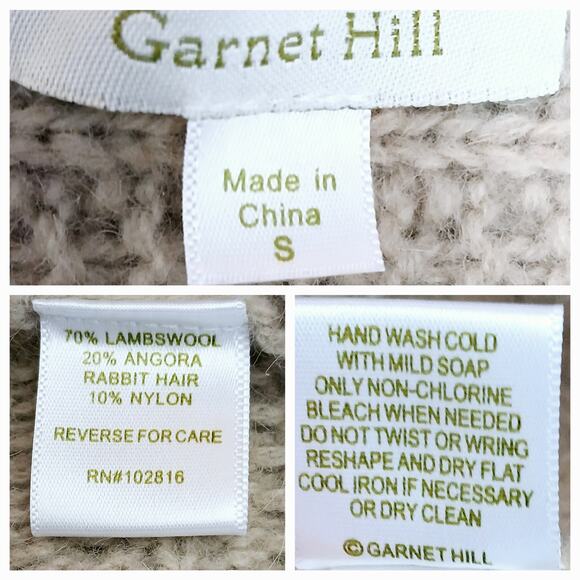 Garnet Hill
Made in
China
S
70% LAMBSWOOL
20% ANGORA
RABBIT HAIR
10% NYLON
REVERSE FOR CARE
RN#102816
HAND WASH COLD
WITH MILD SOAP
ONLY NON-CHLORINE
BLEACH WHEN NEEDED
DO NOT TWIST OR WRING
RESHAPE AND DRY FLAT
COOL IRON IF NECESSARY
OR DRY CLEAN
©GARNET HILL